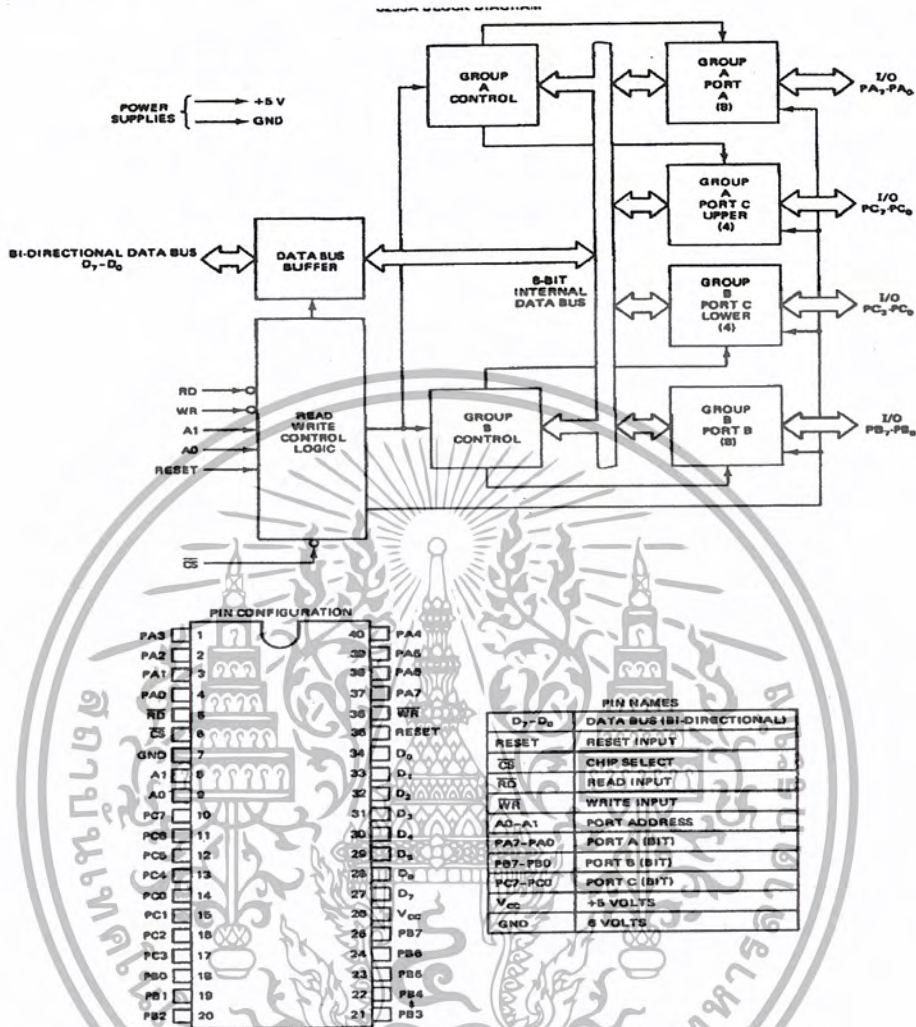 8255A BLOCK DIAGRAM
GROUP
A
CONTROL
GROUP
A
PORT
A
(8)
I/O
PA7-PA0
POWER
SUPPLIES
+5 V
GND
GROUP
A
PORT C
UPPER
(4)
I/O
PC7-PC0
BI-DIRECTIONAL DATA BUS
D7-D0
DATA BUS
BUFFER
8-BIT
INTERNAL
DATA BUS
GROUP
B
PORT C
LOWER
(4)
I/O
PC3-PC0
RD
WR
A1
A0
RESET
READ
WRITE
CONTROL
LOGIC
GROUP
B
CONTROL
GROUP
B
PORT B
(8)
I/O
PB7-PB0
CS
PIN CONFIGURATION
PA3 1 40 PA4
PA2 2 39 PA5
PA1 3 38 PA6
PA0 4 37 PA7
RD 5 36 WR
CS 6 35 RESET
GND 7 34 D0
A1 8 33 D1
A0 9 32 D2
PC7 10 31 D3
PC6 11 30 D4
PC5 12 29 D5
PC4 13 28 D6
PC0 14 27 D7
PC1 15 26 VCC
PC2 16 25 PB7
PC3 17 24 PB6
PB0 18 23 PB5
PB1 19 22 PB4
PB2 20 21 PB3
PIN NAMES
D7-D0 DATA BUS (BI-DIRECTIONAL)
RESET RESET INPUT
CS CHIP SELECT
RD READ INPUT
WR WRITE INPUT
A0-A1 PORT ADDRESS
PA7-PA0 PORT A (BIT)
PB7-PB0 PORT B (BIT)
PC7-PC0 PORT C (BIT)
VCC +5 VOLTS
GND 0 VOLTS